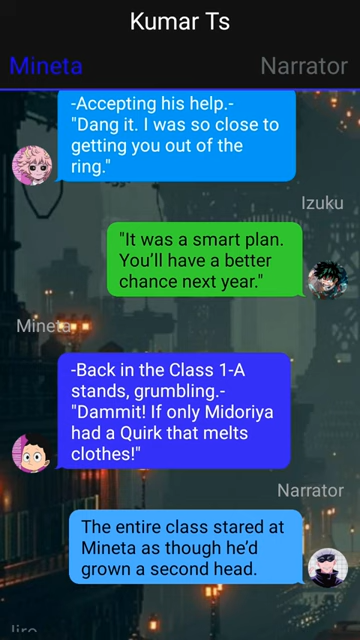 Kumar Ts
Mineta
Narrator
-Accepting his help.-
"Dang it. I was so close to
getting you out of the
ring."
Izuku
"It was a smart plan.
You’ll have a better
chance next year."
Mineta
-Back in the Class 1-A
stands, grumbling.-
"Dammit! If only Midoriya
had a Quirk that melts
clothes!"
Narrator
The entire class stared at
Mineta as though he’d
grown a second head.